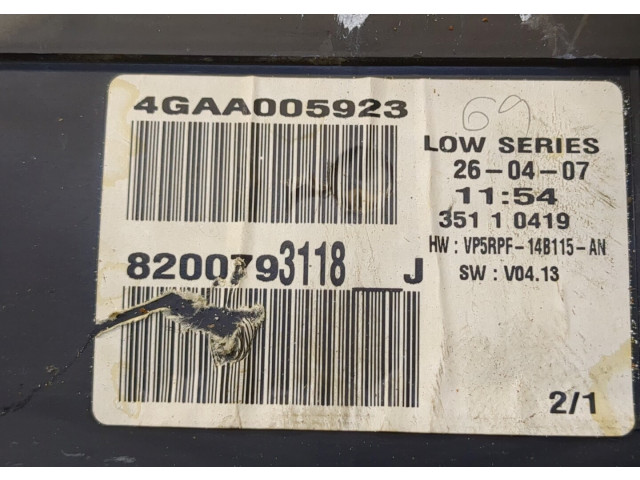 4GAA005923
69
LOW SERIES
26-04-07
11:54
351 1 0419
HW : VP5RPF-14B115-AN
SW : V04.13
8200793118__J
2/1